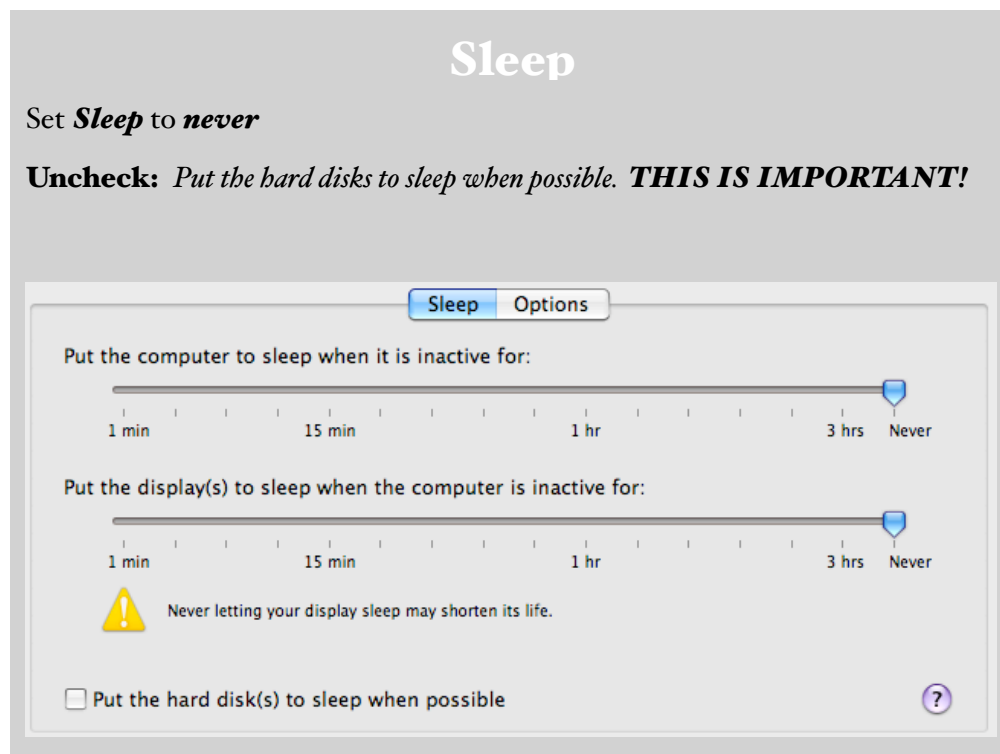 Sleep
Set Sleep to never
Uncheck: Put the hard disks to sleep when possible. THIS IS IMPORTANT!
Sleep Options
Put the computer to sleep when it is inactive for:
1 min 15 min 1 hr 3 hrs Never
Put the display(s) to sleep when the computer is inactive for:
1 min 15 min 1 hr 3 hrs Never
Never letting your display sleep may shorten its life.
Put the hard disk(s) to sleep when possible ?